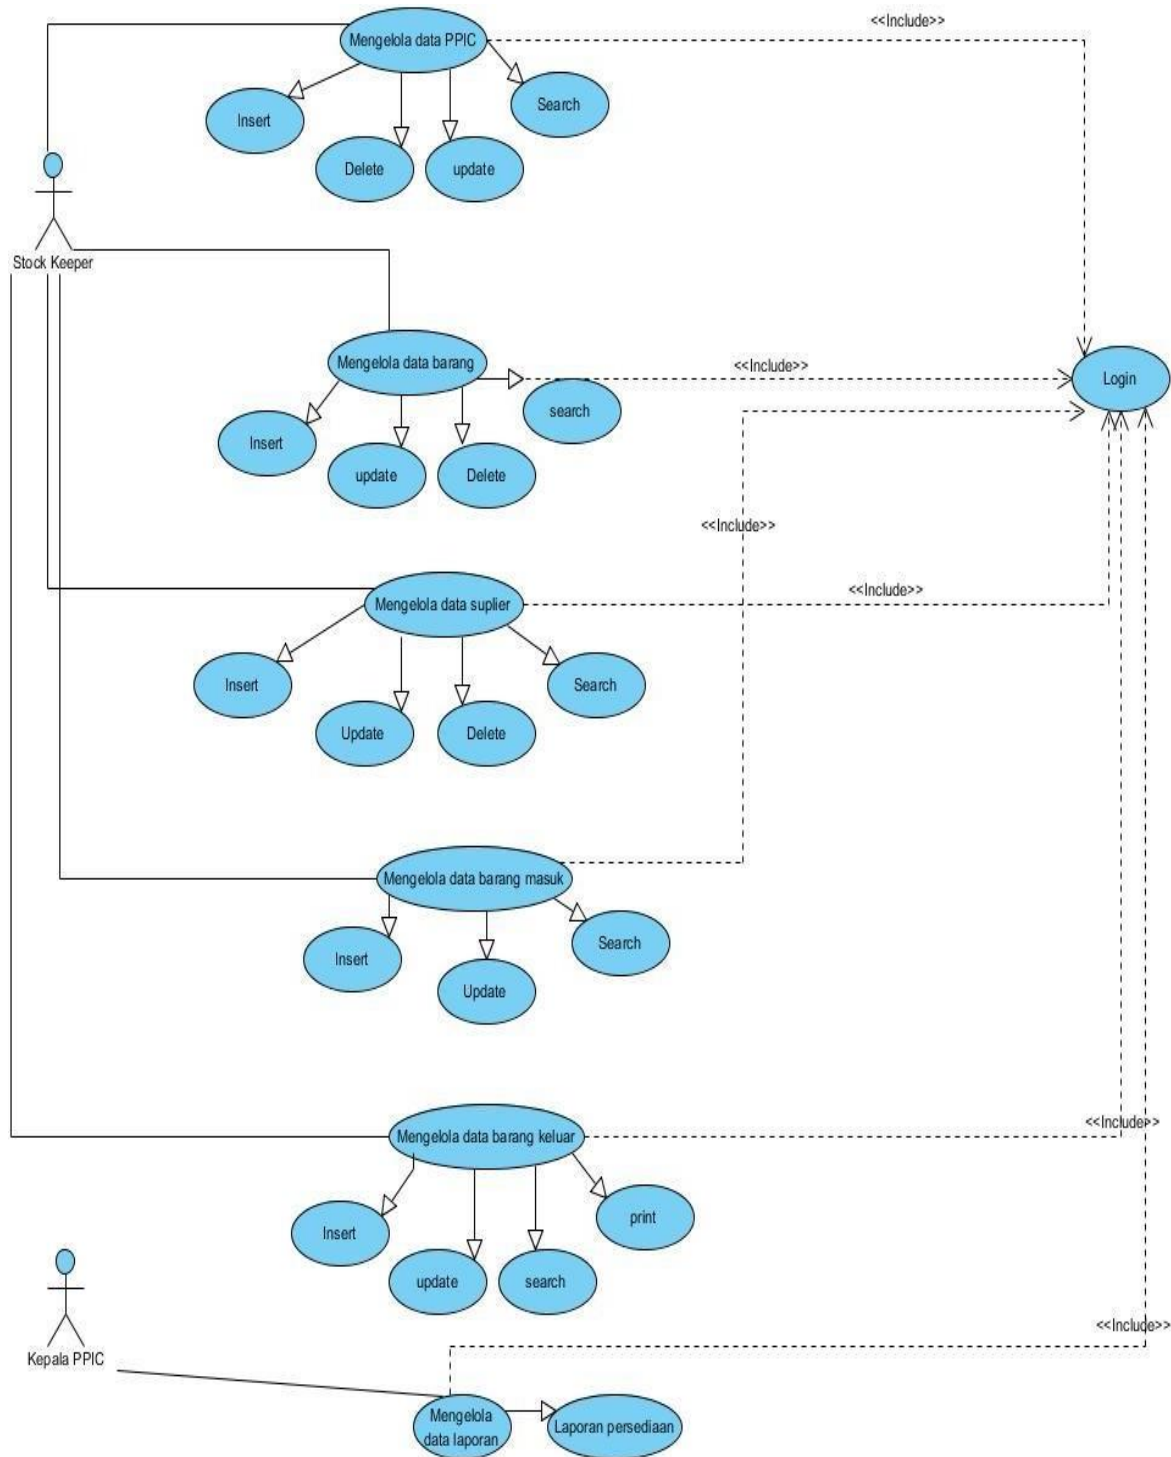 <<Include>>
Mengelola data PPIC
Search
Insert
Delete
update
Stock Keeper
Mengelola data barang
<<Include>>
Login
search
Insert
update
Delete
<<Include>>
Mengelola data suplier
<<Include>>
Insert
Search
Update
Delete
Mengelola data barang masuk
Search
Insert
Update
Mengelola data barang keluar
<<Include>>
print
Insert
update
search
<<Include>>
Kepala PPIC
Mengelola
data laporan
Laporan persediaan